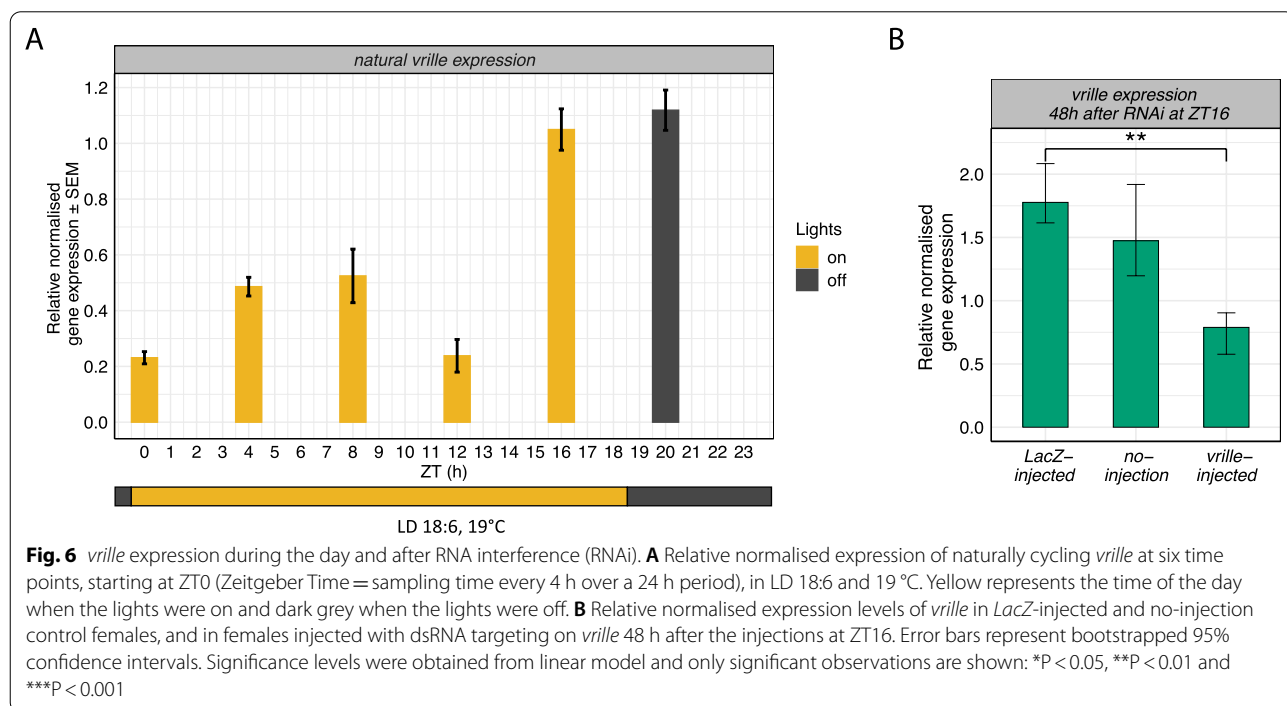 A
natural vrille expression
Relative normalised
gene expression ± SEM
1.2
1.0
0.8
0.6
0.4
0.2
0.0
0 1 2 3 4 5 6 7 8 9 10 11 12 13 14 15 16 17 18 19 20 21 22 23
ZT (h)
LD 18:6, 19°C
Lights
on
off
B
vrille expression
48h after RNAi at ZT16
**
Relative normalised
gene expression
2.0
1.5
1.0
0.5
0.0
LacZ–
injected
no–
injection
vrille–
injected
Fig. 6 vrille expression during the day and after RNA interference (RNAi). A Relative normalised expression of naturally cycling vrille at six time
points, starting at ZT0 (Zeitgeber Time = sampling time every 4 h over a 24 h period), in LD 18:6 and 19 °C. Yellow represents the time of the day
when the lights were on and dark grey when the lights were off. B Relative normalised expression levels of vrille in LacZ-injected and no-injection
control females, and in females injected with dsRNA targeting on vrille 48 h after the injections at ZT16. Error bars represent bootstrapped 95%
confidence intervals. Significance levels were obtained from linear model and only significant observations are shown: *P < 0.05, **P < 0.01 and
***P < 0.001